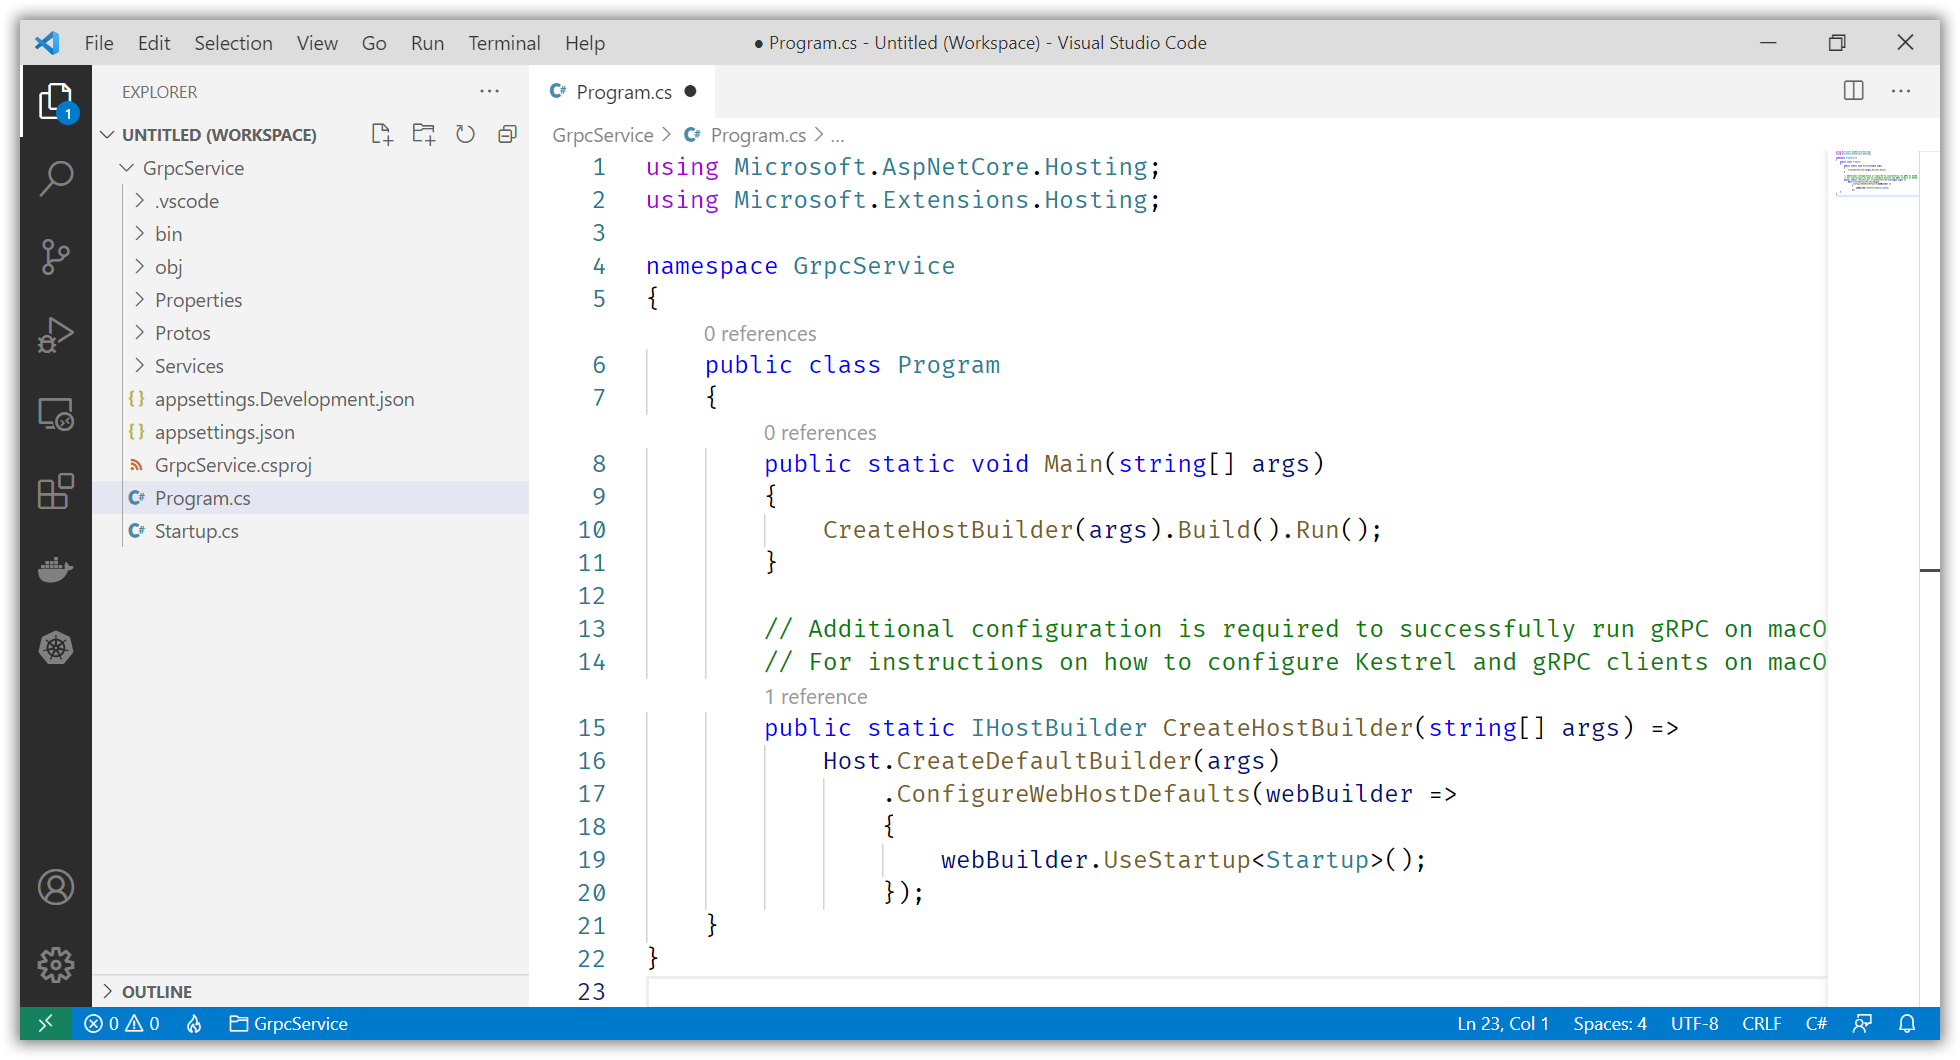 File Edit Selection View Go Run Terminal Help
● Program.cs - Untitled (Workspace) - Visual Studio Code
EXPLORER
1
UNTITLED (WORKSPACE)
GrpcService
.vscode
bin
obj
Properties
Protos
Services
{} appsettings.Development.json
{} appsettings.json
GrpcService.csproj
C# Program.cs
C# Startup.cs
OUTLINE
C# Program.cs ●
GrpcService > C# Program.cs > ...
1 using Microsoft.AspNetCore.Hosting;
2 using Microsoft.Extensions.Hosting;
3
4 namespace GrpcService
5 {
0 references
6 public class Program
7 {
0 references
8 public static void Main(string[] args)
9 {
10 CreateHostBuilder(args).Build().Run();
11 }
12
13 // Additional configuration is required to successfully run gRPC on macO
14 // For instructions on how to configure Kestrel and gRPC clients on macO
1 reference
15 public static IHostBuilder CreateHostBuilder(string[] args) =>
16 Host.CreateDefaultBuilder(args)
17 .ConfigureWebHostDefaults(webBuilder =>
18 {
19 webBuilder.UseStartup<Startup>();
20 });
21 }
22 }
23
0 0 GrpcService
Ln 23, Col 1 Spaces: 4 UTF-8 CRLF C#